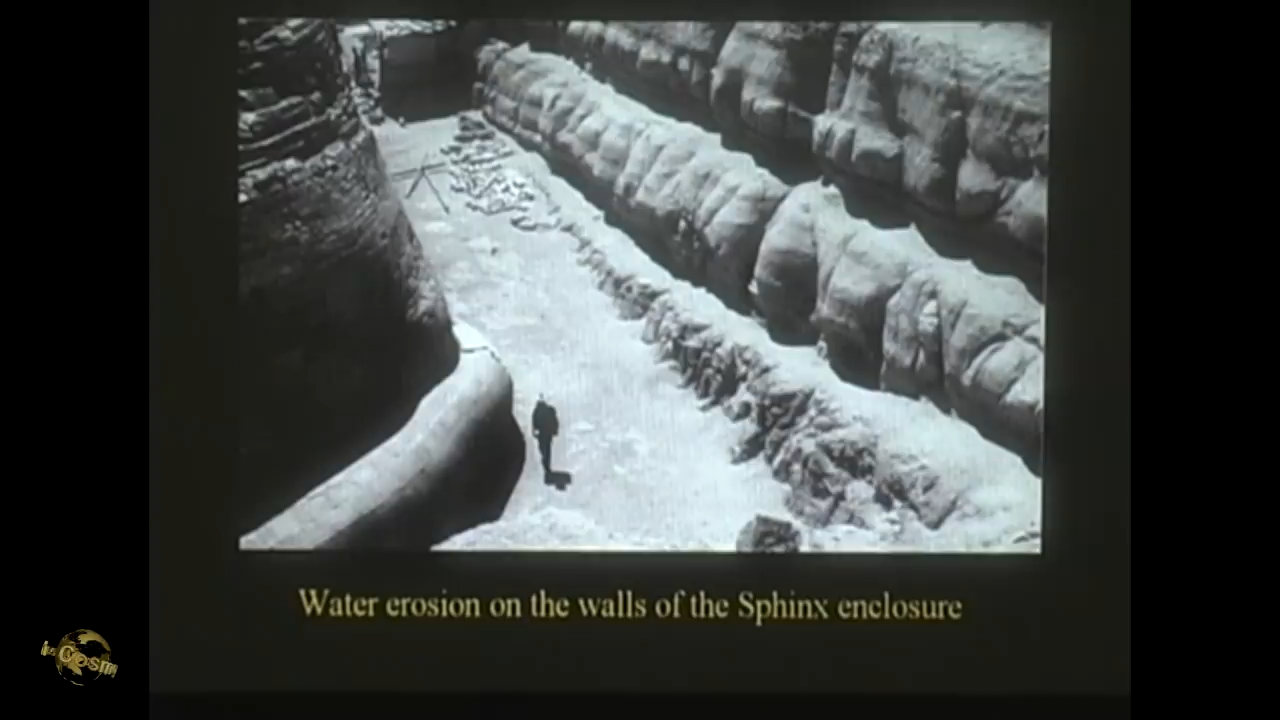 Water erosion on the walls of the Sphinx enclosure